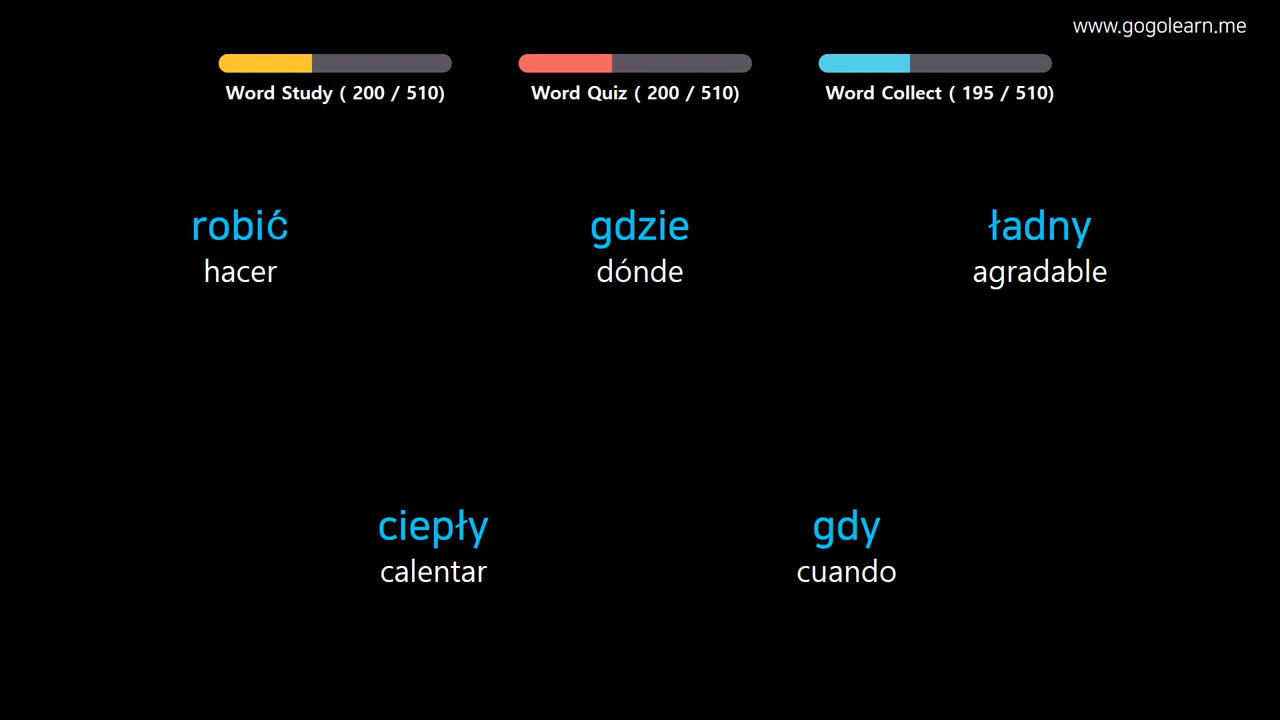 www.gogolearn.me
Word Study ( 200 / 510)
Word Quiz ( 200 / 510)
Word Collect ( 195 / 510)
robić
hacer
gdzie
dónde
ładny
agradable
ciepły
calentar
gdy
cuando